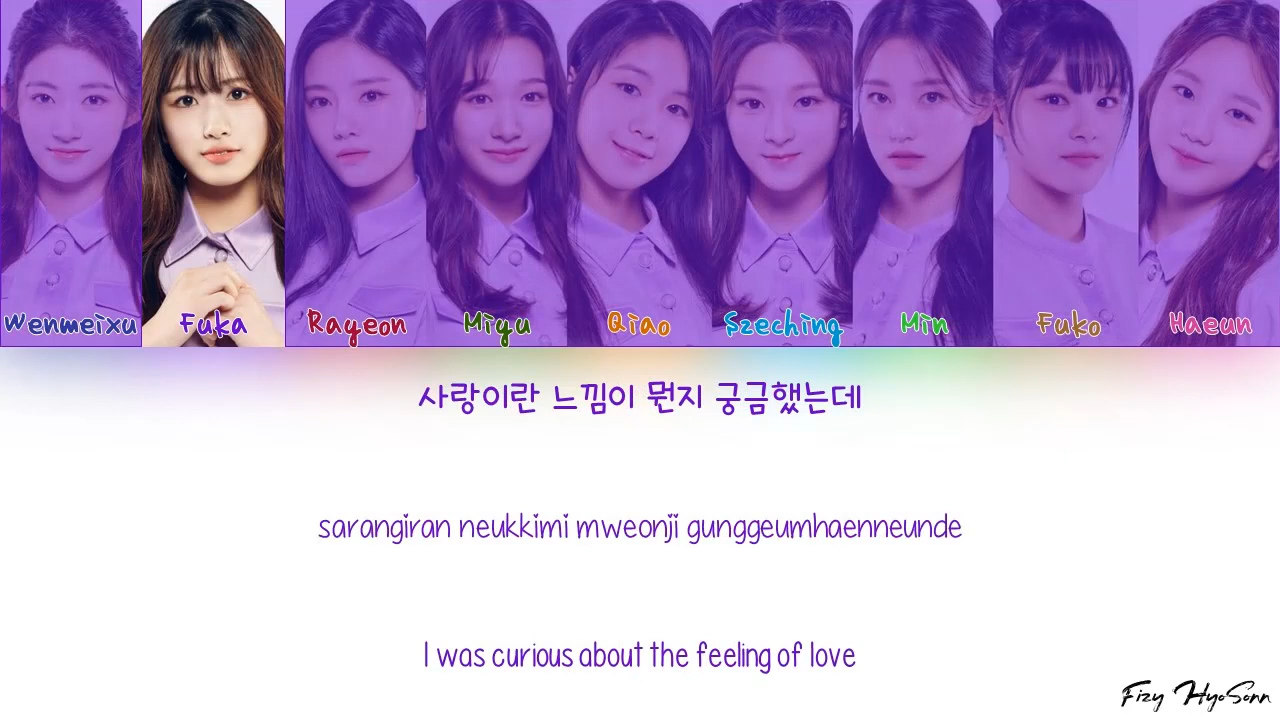 Wenmeixu Fuka Rayeon Miyu Qiao Szeching Min Fuko Haeun
사랑이란 느낌이 뭔지 궁금했는데
sarangiran neukkimi mweonji gunggeumhaenneunde
I was curious about the feeling of love
Fizy HyoSonn